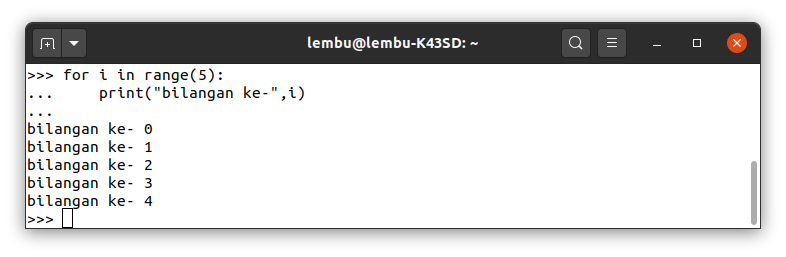 lembu@lembu-K43SD: ~
>>> for i in range(5):
...     print("bilangan ke-",i)
...
bilangan ke- 0
bilangan ke- 1
bilangan ke- 2
bilangan ke- 3
bilangan ke- 4
>>>